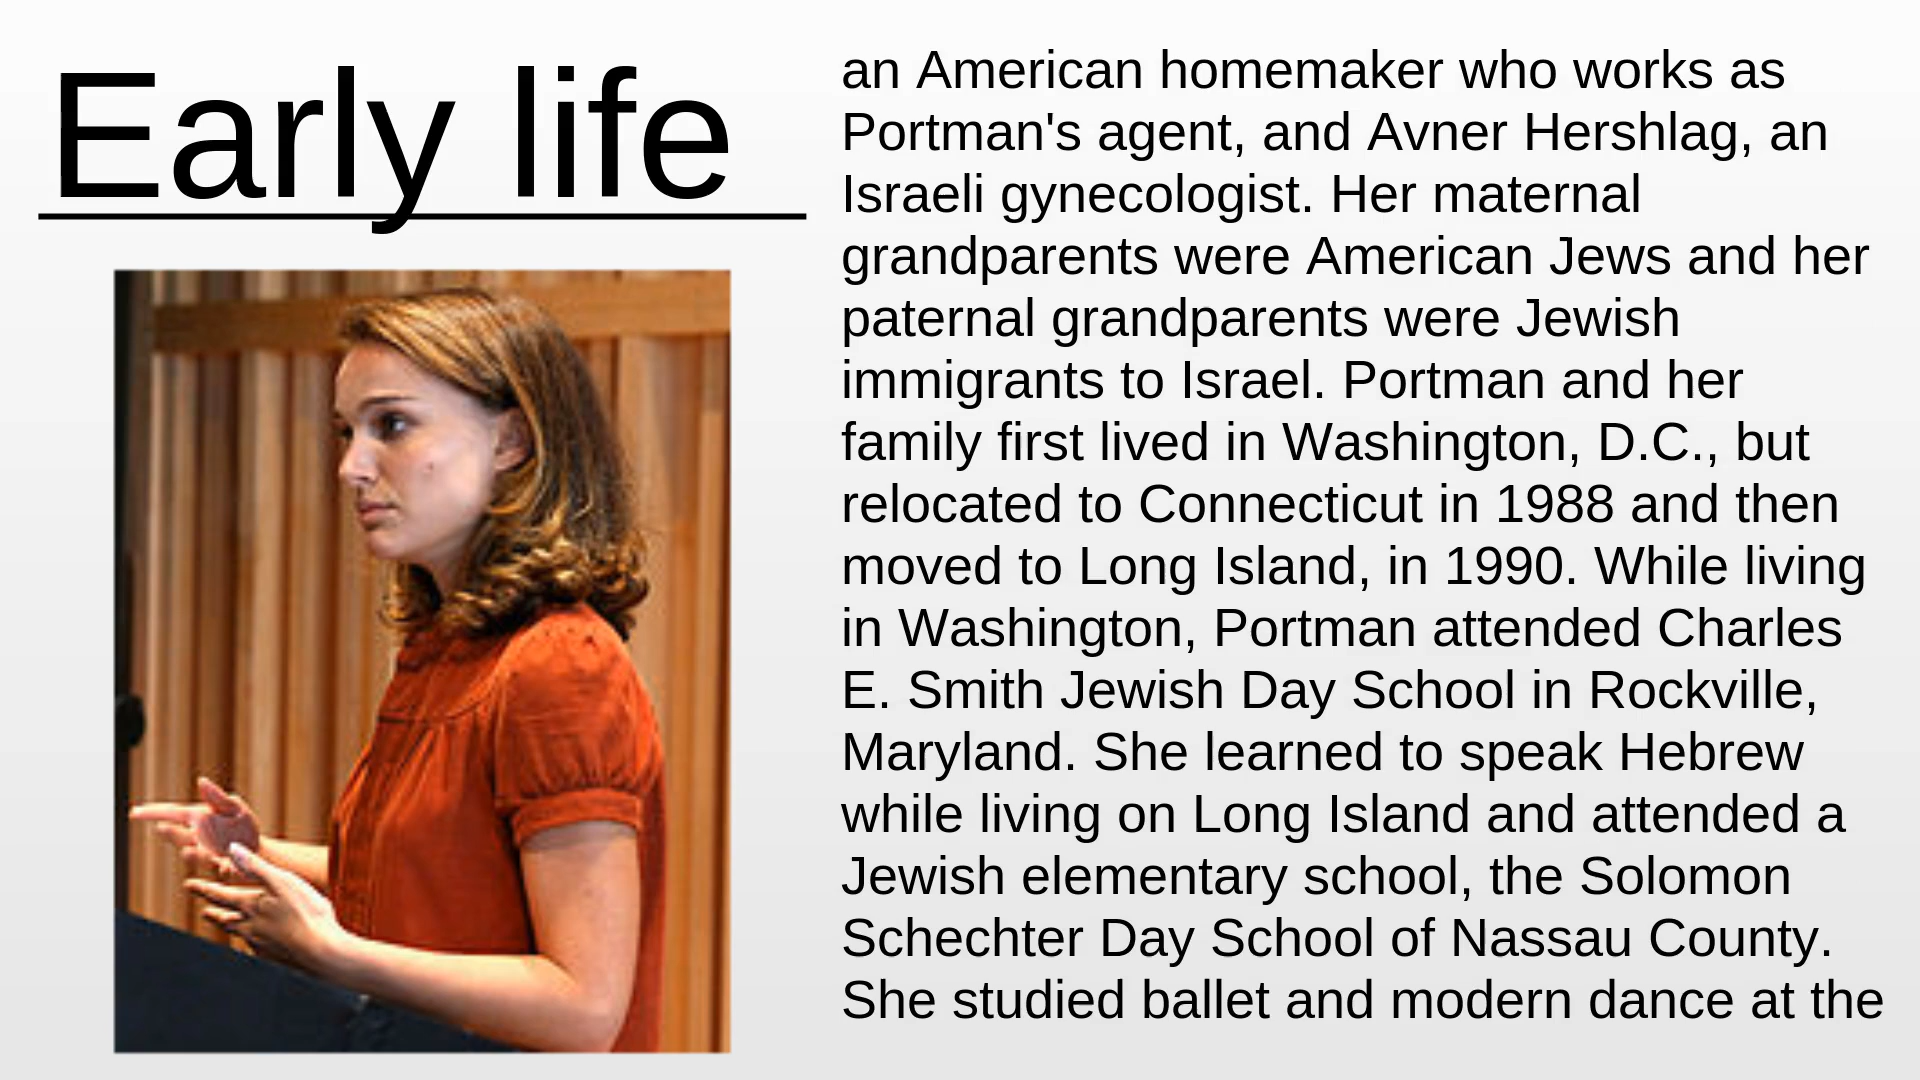 Early life
an American homemaker who works as
Portman's agent, and Avner Hershlag, an
Israeli gynecologist. Her maternal
grandparents were American Jews and her
paternal grandparents were Jewish
immigrants to Israel. Portman and her
family first lived in Washington, D.C., but
relocated to Connecticut in 1988 and then
moved to Long Island, in 1990. While living
in Washington, Portman attended Charles
E. Smith Jewish Day School in Rockville,
Maryland. She learned to speak Hebrew
while living on Long Island and attended a
Jewish elementary school, the Solomon
Schechter Day School of Nassau County.
She studied ballet and modern dance at the